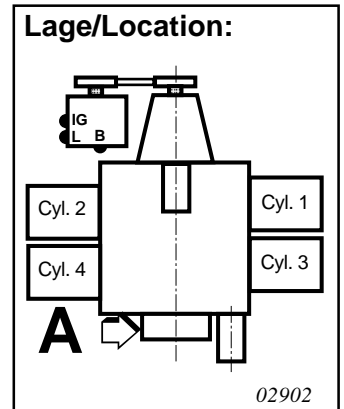 Lage/Location:
IG
L B
Cyl. 2
Cyl. 1
Cyl. 4
Cyl. 3
A
02902